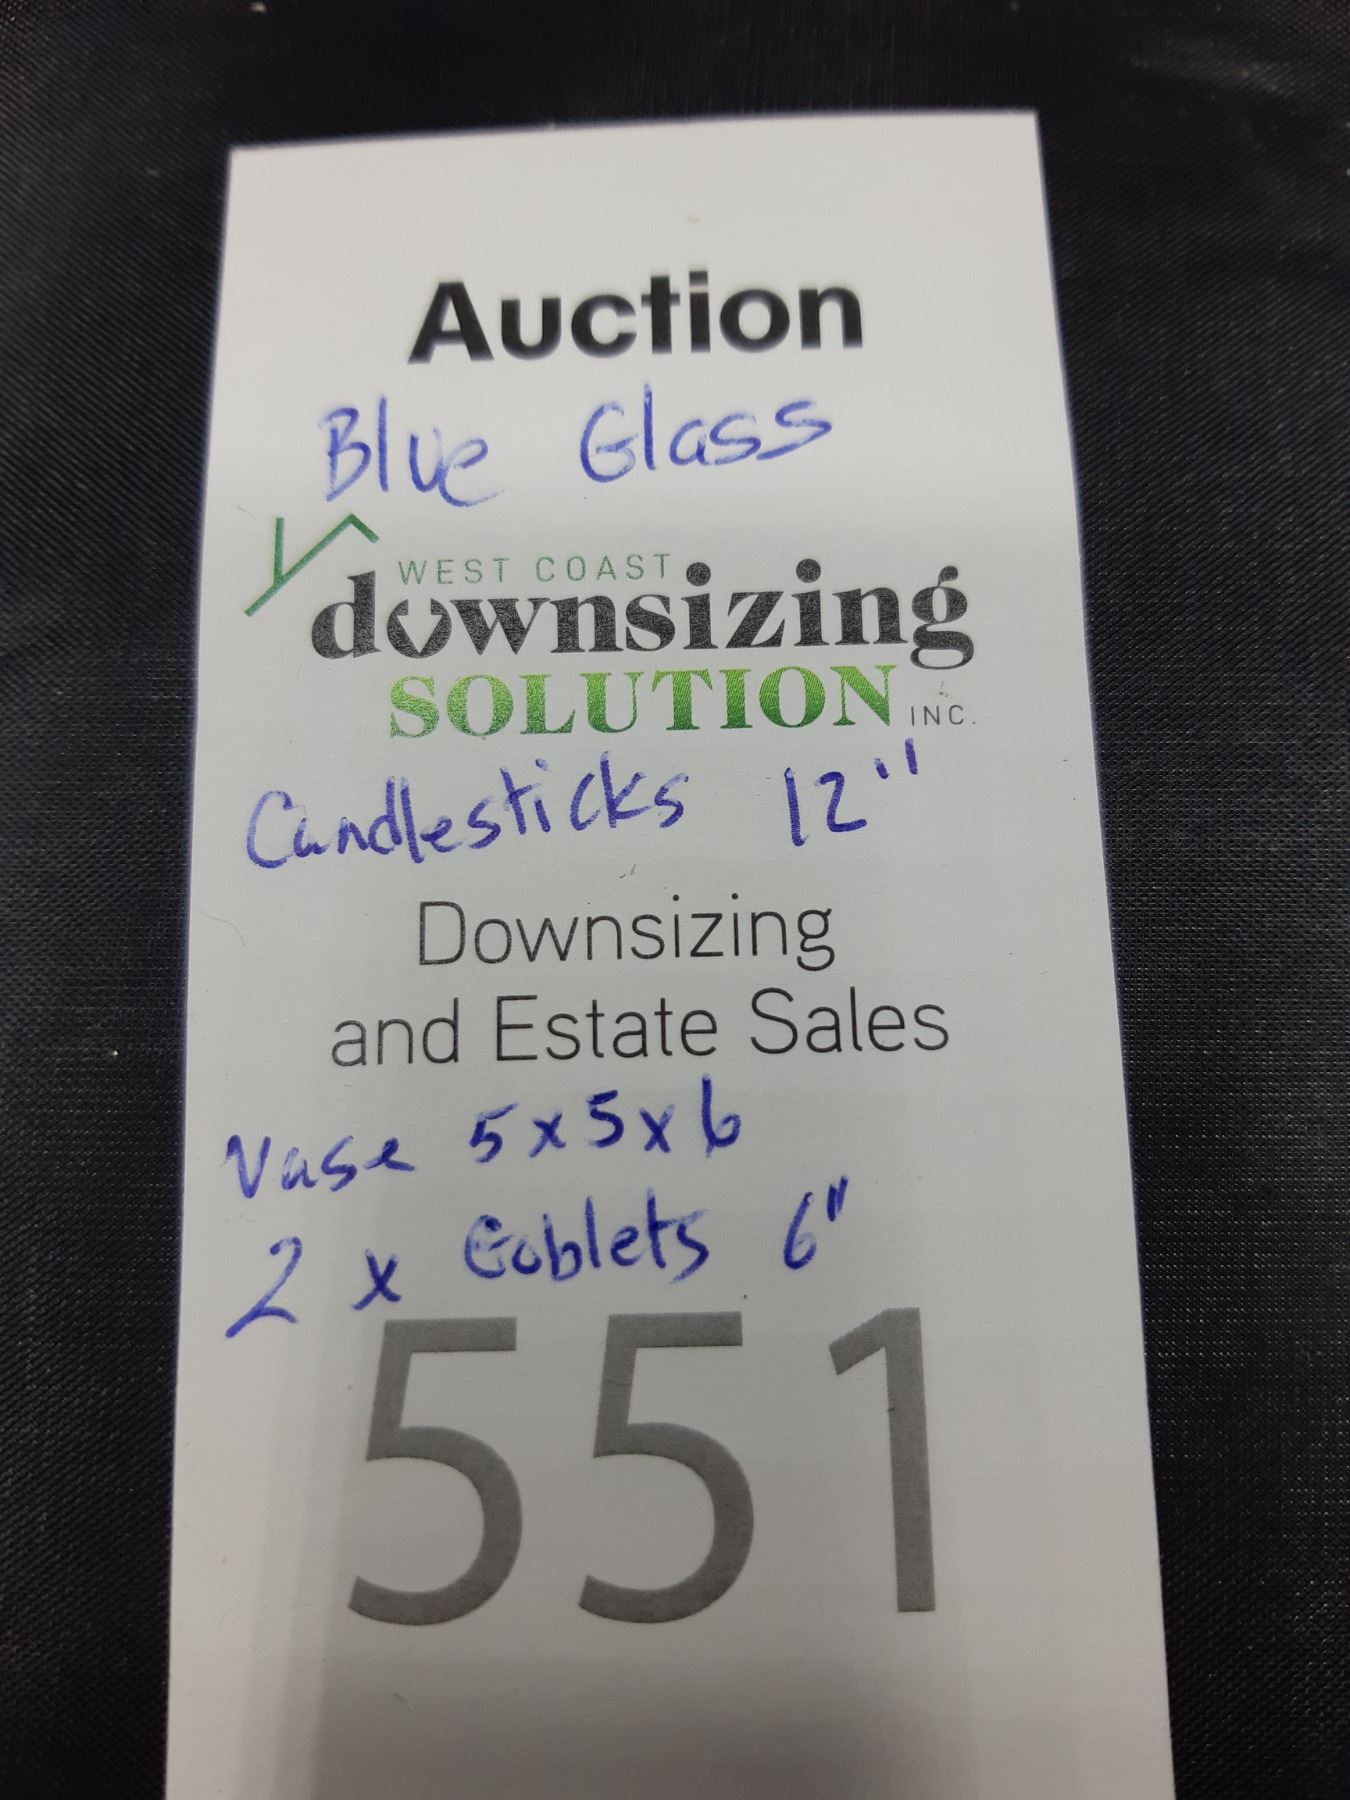 Auction
Blue Glass
WEST COAST
downsizing
SOLUTION INC.
Candlesticks 12"
Downsizing
and Estate Sales
Vase 5x5x6
2 x Goblets 6"
551